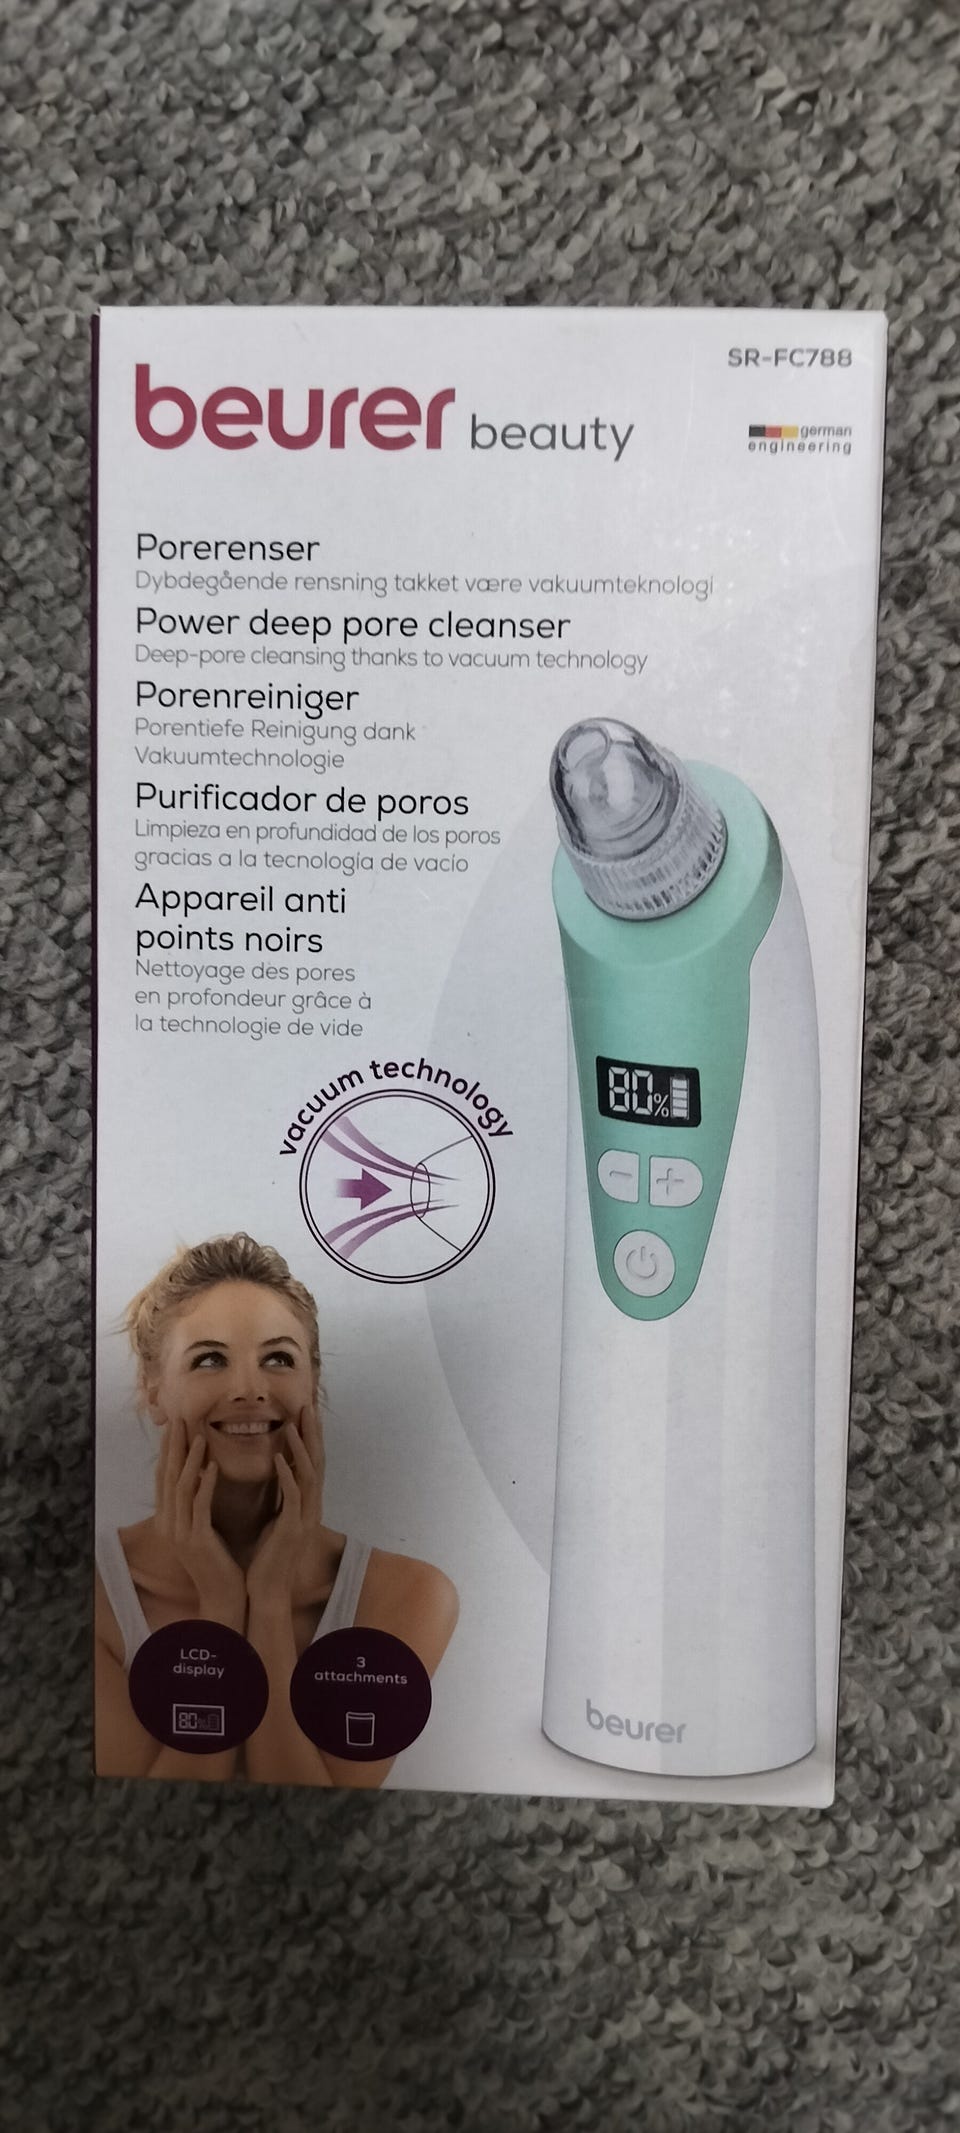 SR-FC788
beurer beauty
german
engineering
Porerenser
Dybdegående rensning takket være vakuumteknologi
Power deep pore cleanser
Deep-pore cleansing thanks to vacuum technology
Porenreiniger
Porentiefe Reinigung dank
Vakuumtechnologie
Purificador de poros
Limpieza en profundidad de los poros
gracias a la tecnología de vacío
Appareil anti
points noirs
Nettoyage des pores
en profondeur grâce à
la technologie de vide
vacuum technology
80%
LCD-
display
80%
3
attachments
beurer